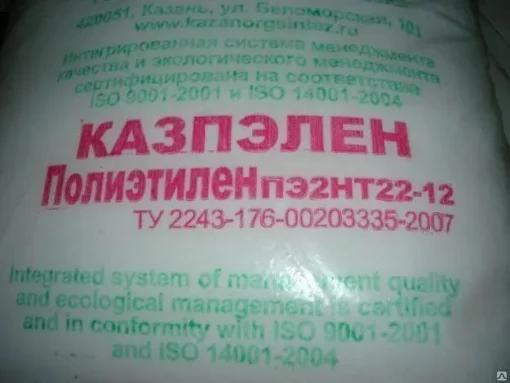 420051, Казань, ул. Беломорская, 101
www.kazanorgsintez.ru
Интегрированная система менеджмента
качества и экологического менеджмента
сертифицирована на соответствие
ISO 9001-2001 и ISO 14001-2004
КАЗПЭЛЕН
Полиэтилен ПЭ2НТ22-12
ТУ 2243-176-00203335-2007
Integrated system of management quality
and ecological management is certified
and in conformity with ISO 9001-2001
and ISO 14001-2004